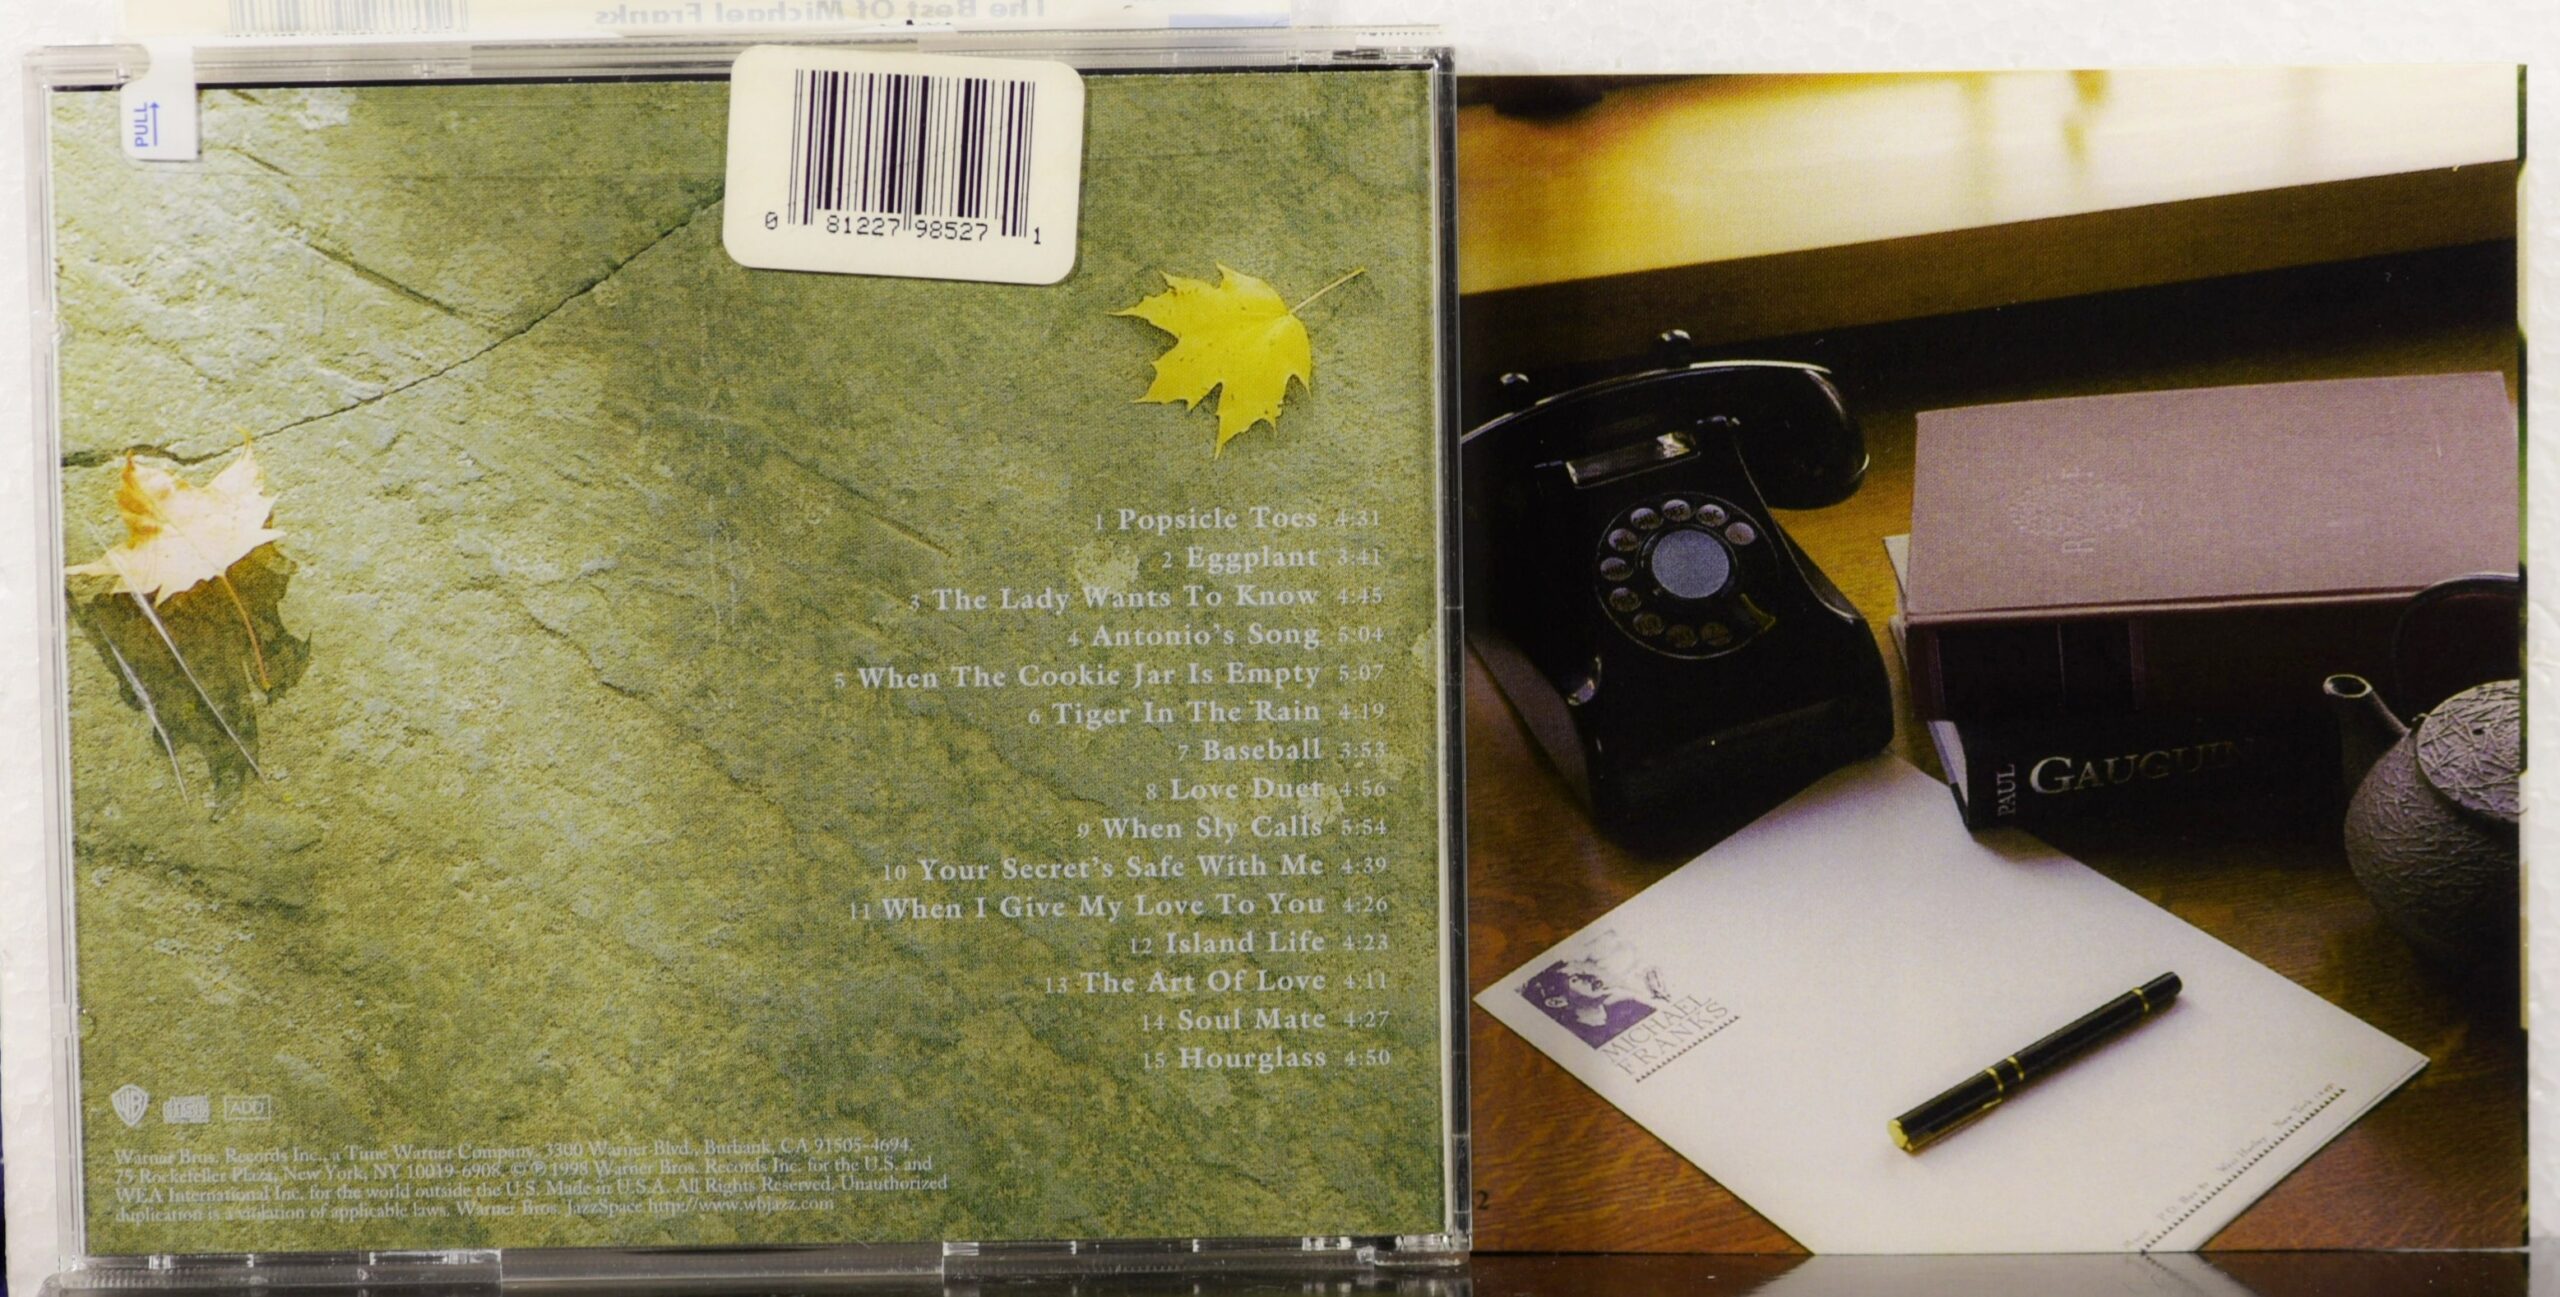 The Best Of Michael Franks
PULL
0 81227 98527 1
1 Popsicle Toes 4:31
2 Eggplant 3:41
3 The Lady Wants To Know 4:45
4 Antonio's Song 5:04
5 When The Cookie Jar Is Empty 5:07
6 Tiger In The Rain 4:19
7 Baseball 3:53
8 Love Duet 4:56
9 When Sly Calls 5:54
10 Your Secret's Safe With Me 4:39
11 When I Give My Love To You 4:26
12 Island Life 4:23
13 The Art Of Love 4:11
14 Soul Mate 4:27
15 Hourglass 4:50
WB
ADD
Warner Bros. Records Inc., a Time Warner Company, 3300 Warner Blvd., Burbank, CA 91505-4694.
75 Rockefeller Plaza, New York, NY 10019-6908. © ℗ 1998 Warner Bros. Records Inc. for the U.S. and
WEA International Inc. for the world outside the U.S. Made in U.S.A. All Rights Reserved. Unauthorized
duplication is a violation of applicable laws. Warner Bros. JazzSpace http://www.wbjazz.com
PAUL GAUGUIN
MICHAEL
FRANKS
2